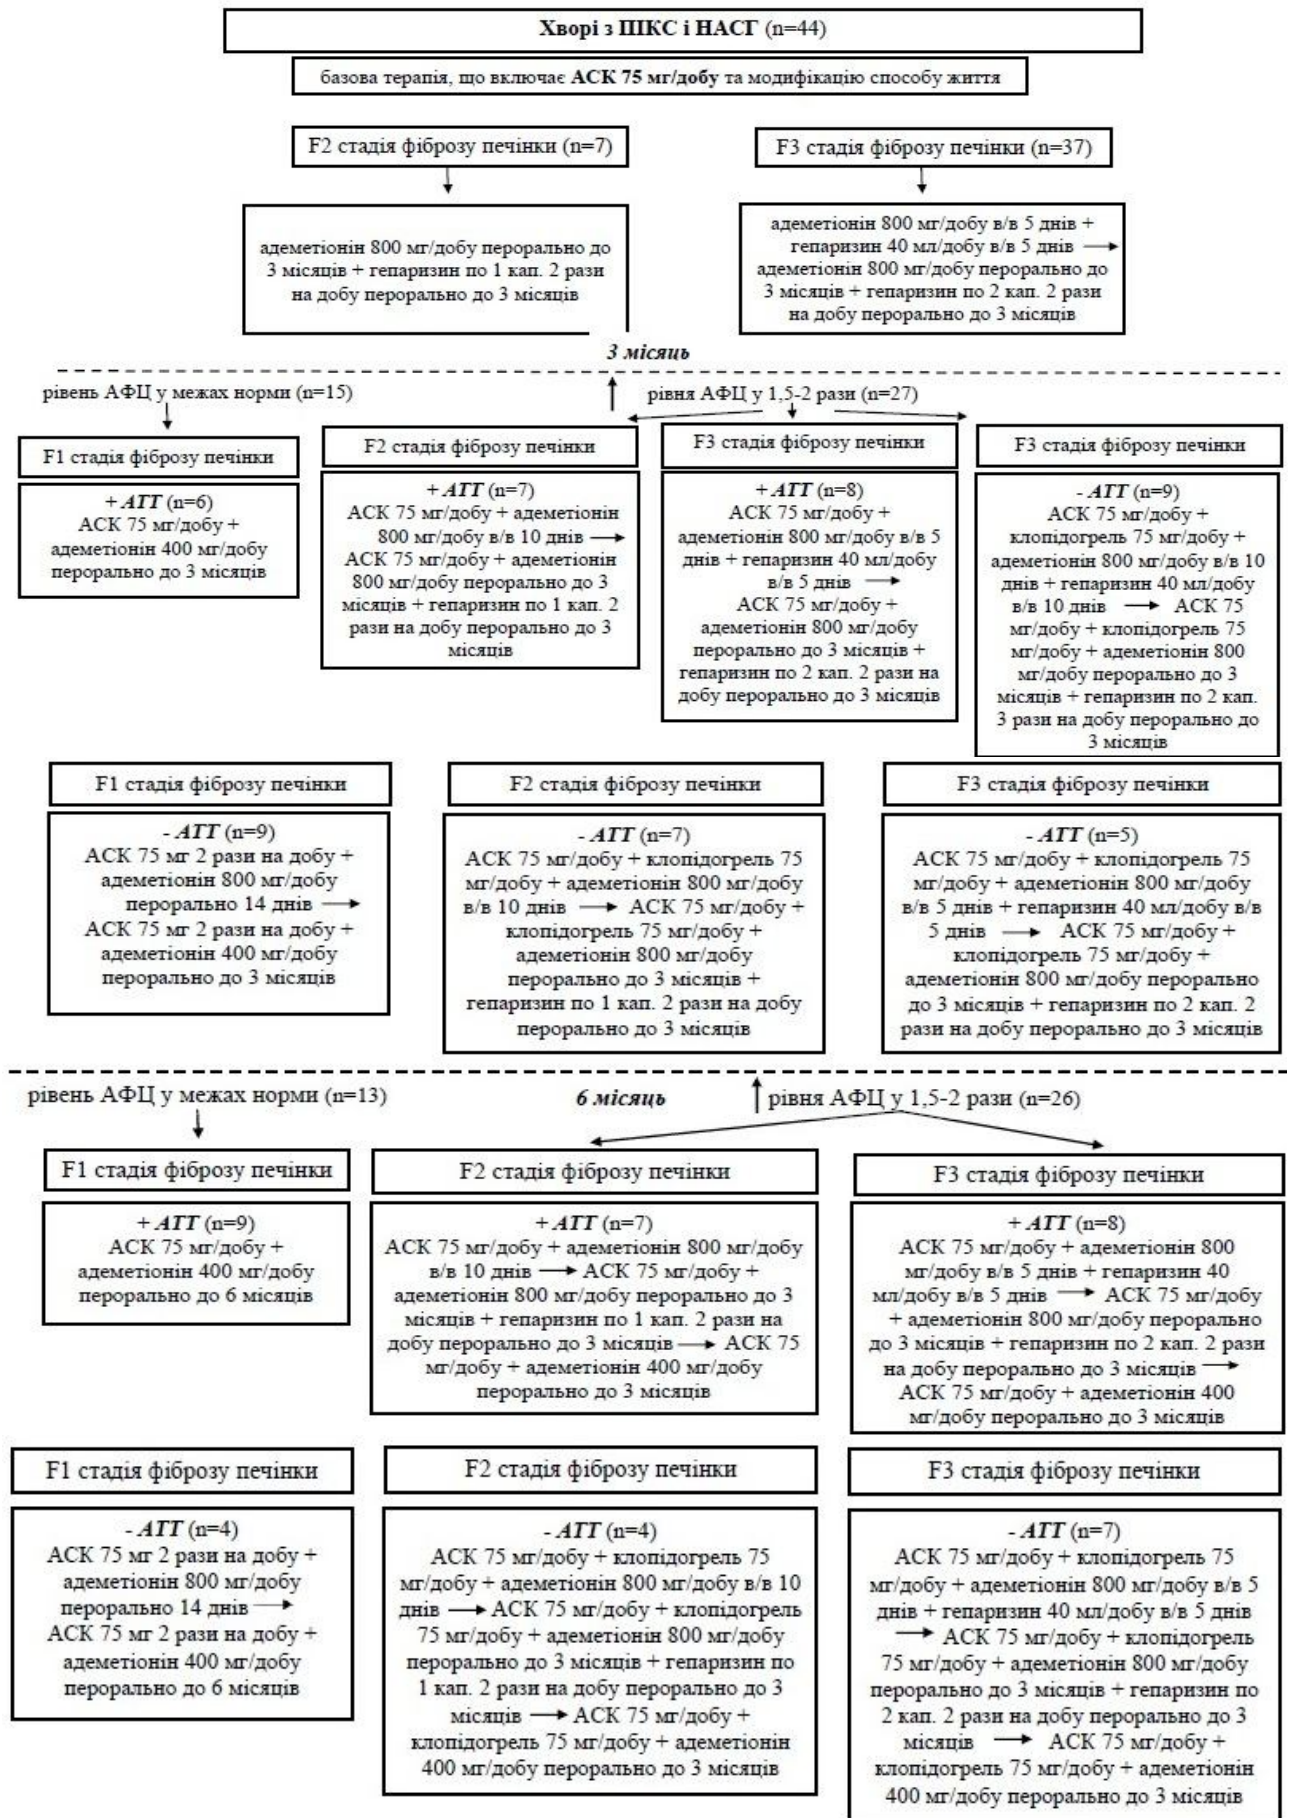 Хворі з ПІКС і НАСГ (n=44)
базова терапія, що включає АСК 75 мг/добу та модифікацію способу життя
F2 стадія фіброзу печінки (n=7)
F3 стадія фіброзу печінки (n=37)
адеметіонін 800 мг/добу перорально до
3 місяців + гепаризин по 1 кап. 2 рази
на добу перорально до 3 місяців
адеметіонін 800 мг/добу в/в 5 днів +
гепаризин 40 мл/добу в/в 5 днів →
адеметіонін 800 мг/добу перорально до
3 місяців + гепаризин по 2 кап. 2 рази
на добу перорально до 3 місяців
3 місяць
рівень АФЦ у межах норми (n=15)
↑ рівня АФЦ у 1,5-2 рази (n=27)
F1 стадія фіброзу печінки
+ АТТ (n=6)
АСК 75 мг/добу +
адеметіонін 400 мг/добу
перорально до 3 місяців
F2 стадія фіброзу печінки
+ АТТ (n=7)
АСК 75 мг/добу + адеметіонін
800 мг/добу в/в 10 днів →
АСК 75 мг/добу + адеметіонін
800 мг/добу перорально до 3
місяців + гепаризин по 1 кап. 2
рази на добу перорально до 3
місяців
F3 стадія фіброзу печінки
+ АТТ (n=8)
АСК 75 мг/добу +
адеметіонін 800 мг/добу в/в 5
днів + гепаризин 40 мл/добу
в/в 5 днів →
АСК 75 мг/добу +
адеметіонін 800 мг/добу
перорально до 3 місяців +
гепаризин по 2 кап. 2 рази на
добу перорально до 3 місяців
F3 стадія фіброзу печінки
- АТТ (n=9)
АСК 75 мг/добу +
клопідогрель 75 мг/добу +
адеметіонін 800 мг/добу в/в 10
днів + гепаризин 40 мл/добу
в/в 10 днів → АСК 75
мг/добу + клопідогрель 75
мг/добу + адеметіонін 800
мг/добу перорально до 3
місяців + гепаризин по 2 кап.
3 рази на добу перорально до
3 місяців
F1 стадія фіброзу печінки
- АТТ (n=9)
АСК 75 мг 2 рази на добу +
адеметіонін 800 мг/добу
перорально 14 днів →
АСК 75 мг 2 рази на добу +
адеметіонін 400 мг/добу
перорально до 3 місяців
F2 стадія фіброзу печінки
- АТТ (n=7)
АСК 75 мг/добу + клопідогрель 75
мг/добу + адеметіонін 800 мг/добу
в/в 10 днів → АСК 75 мг/добу +
клопідогрель 75 мг/добу +
адеметіонін 800 мг/добу
перорально до 3 місяців +
гепаризин по 1 кап. 2 рази на добу
перорально до 3 місяців
F3 стадія фіброзу печінки
- АТТ (n=5)
АСК 75 мг/добу + клопідогрель 75
мг/добу + адеметіонін 800 мг/добу
в/в 5 днів + гепаризин 40 мл/добу в/в
5 днів → АСК 75 мг/добу +
клопідогрель 75 мг/добу +
адеметіонін 800 мг/добу перорально
до 3 місяців + гепаризин по 2 кап. 2
рази на добу перорально до 3 місяців
рівень АФЦ у межах норми (n=13)
6 місяць
↑ рівня АФЦ у 1,5-2 рази (n=26)
F1 стадія фіброзу печінки
+ АТТ (n=9)
АСК 75 мг/добу +
адеметіонін 400 мг/добу
перорально до 6 місяців
F2 стадія фіброзу печінки
+ АТТ (n=7)
АСК 75 мг/добу + адеметіонін 800 мг/добу
в/в 10 днів → АСК 75 мг/добу +
адеметіонін 800 мг/добу перорально до 3
місяців + гепаризин по 1 кап. 2 рази на
добу перорально до 3 місяців → АСК 75
мг/добу + адеметіонін 400 мг/добу
перорально до 3 місяців
F3 стадія фіброзу печінки
+ АТТ (n=8)
АСК 75 мг/добу + адеметіонін 800
мг/добу в/в 5 днів + гепаризин 40
мл/добу в/в 5 днів → АСК 75 мг/добу
+ адеметіонін 800 мг/добу перорально
до 3 місяців + гепаризин по 2 кап. 2 рази
на добу перорально до 3 місяців →
АСК 75 мг/добу + адеметіонін 400
мг/добу перорально до 3 місяців
F1 стадія фіброзу печінки
- АТТ (n=4)
АСК 75 мг 2 рази на добу +
адеметіонін 800 мг/добу
перорально 14 днів →
АСК 75 мг 2 рази на добу +
адеметіонін 400 мг/добу
перорально до 6 місяців
F2 стадія фіброзу печінки
- АТТ (n=4)
АСК 75 мг/добу + клопідогрель 75
мг/добу + адеметіонін 800 мг/добу в/в 10
днів → АСК 75 мг/добу + клопідогрель
75 мг/добу + адеметіонін 800 мг/добу
перорально до 3 місяців + гепаризин по
1 кап. 2 рази на добу перорально до 3
місяців → АСК 75 мг/добу +
клопідогрель 75 мг/добу + адеметіонін
400 мг/добу перорально до 3 місяців
F3 стадія фіброзу печінки
- АТТ (n=7)
АСК 75 мг/добу + клопідогрель 75
мг/добу + адеметіонін 800 мг/добу в/в 5
днів + гепаризин 40 мл/добу в/в 5 днів
→ АСК 75 мг/добу + клопідогрель
75 мг/добу + адеметіонін 800 мг/добу
перорально до 3 місяців + гепаризин по
2 кап. 2 рази на добу перорально до 3
місяців → АСК 75 мг/добу +
клопідогрель 75 мг/добу + адеметіонін
400 мг/добу перорально до 3 місяців